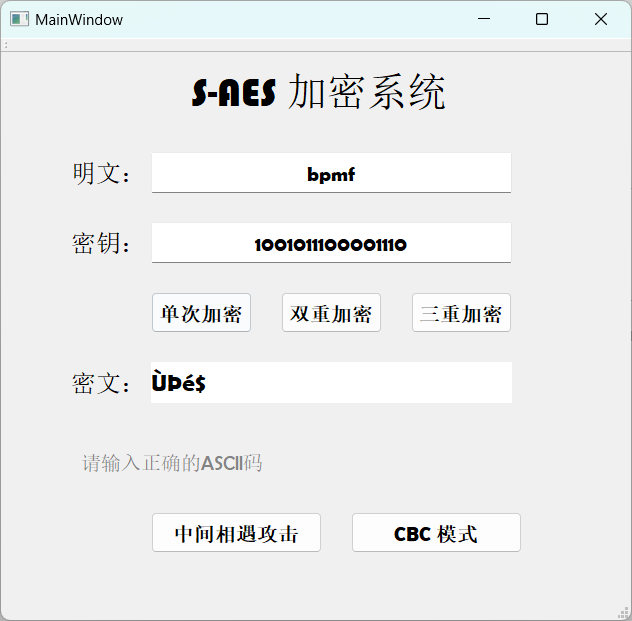 MainWindow
S-AES 加密系统
明文： bpmf
密钥： 1001011100001110
单次加密 双重加密 三重加密
密文： ÙÞé$
请输入正确的ASCII码
中间相遇攻击 CBC 模式